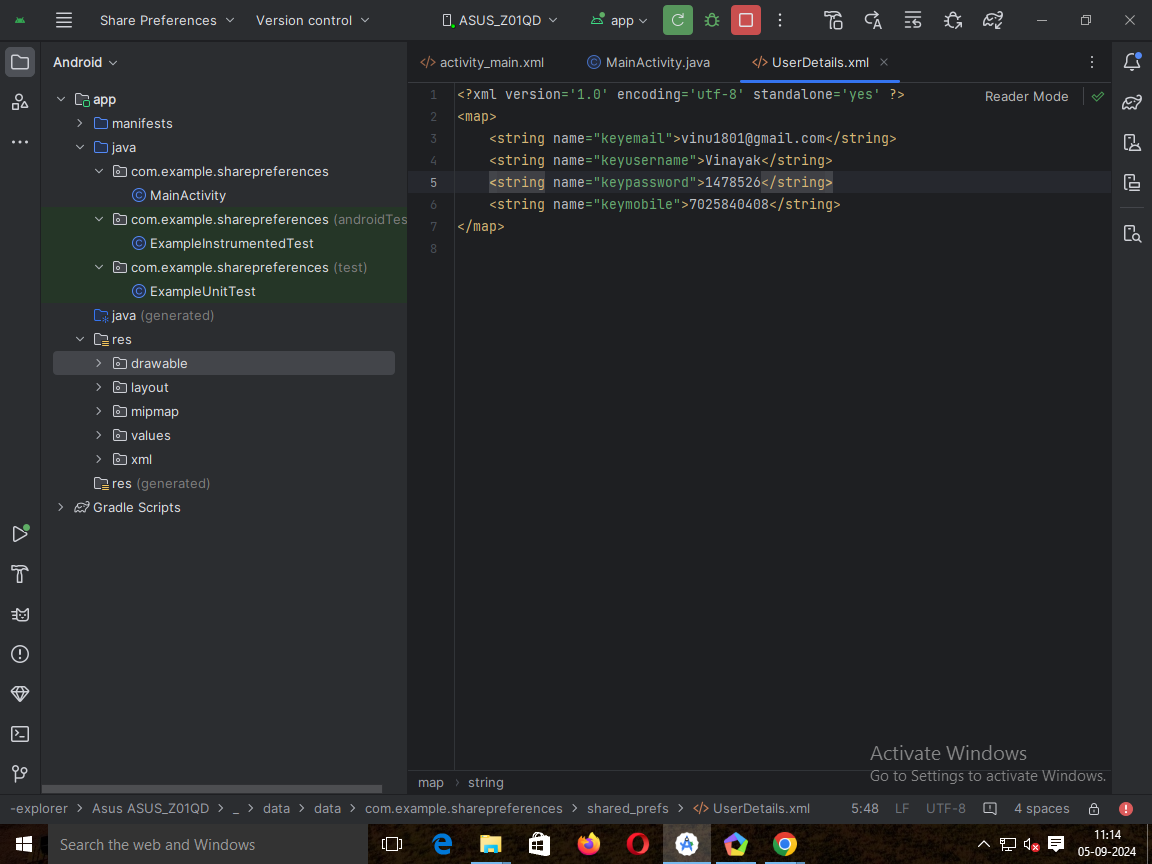 Share Preferences
Version control
ASUS_Z01QD
app
Android
activity_main.xml
MainActivity.java
UserDetails.xml
app
manifests
java
com.example.sharepreferences
MainActivity
com.example.sharepreferences (androidTes
ExampleInstrumentedTest
com.example.sharepreferences (test)
ExampleUnitTest
java (generated)
res
drawable
layout
mipmap
values
xml
res (generated)
Gradle Scripts
Reader Mode
1 <?xml version='1.0' encoding='utf-8' standalone='yes' ?>
2 <map>
3 <string name="keyemail">vinu1801@gmail.com</string>
4 <string name="keyusername">Vinayak</string>
5 <string name="keypassword">1478526</string>
6 <string name="keymobile">7025840408</string>
7 </map>
8
Activate Windows
Go to Settings to activate Windows.
map › string
-explorer > Asus ASUS_Z01QD > _ > data > data > com.example.sharepreferences > shared_prefs > </> UserDetails.xml 5:48 LF UTF-8 4 spaces
Search the web and Windows
11:14
05-09-2024